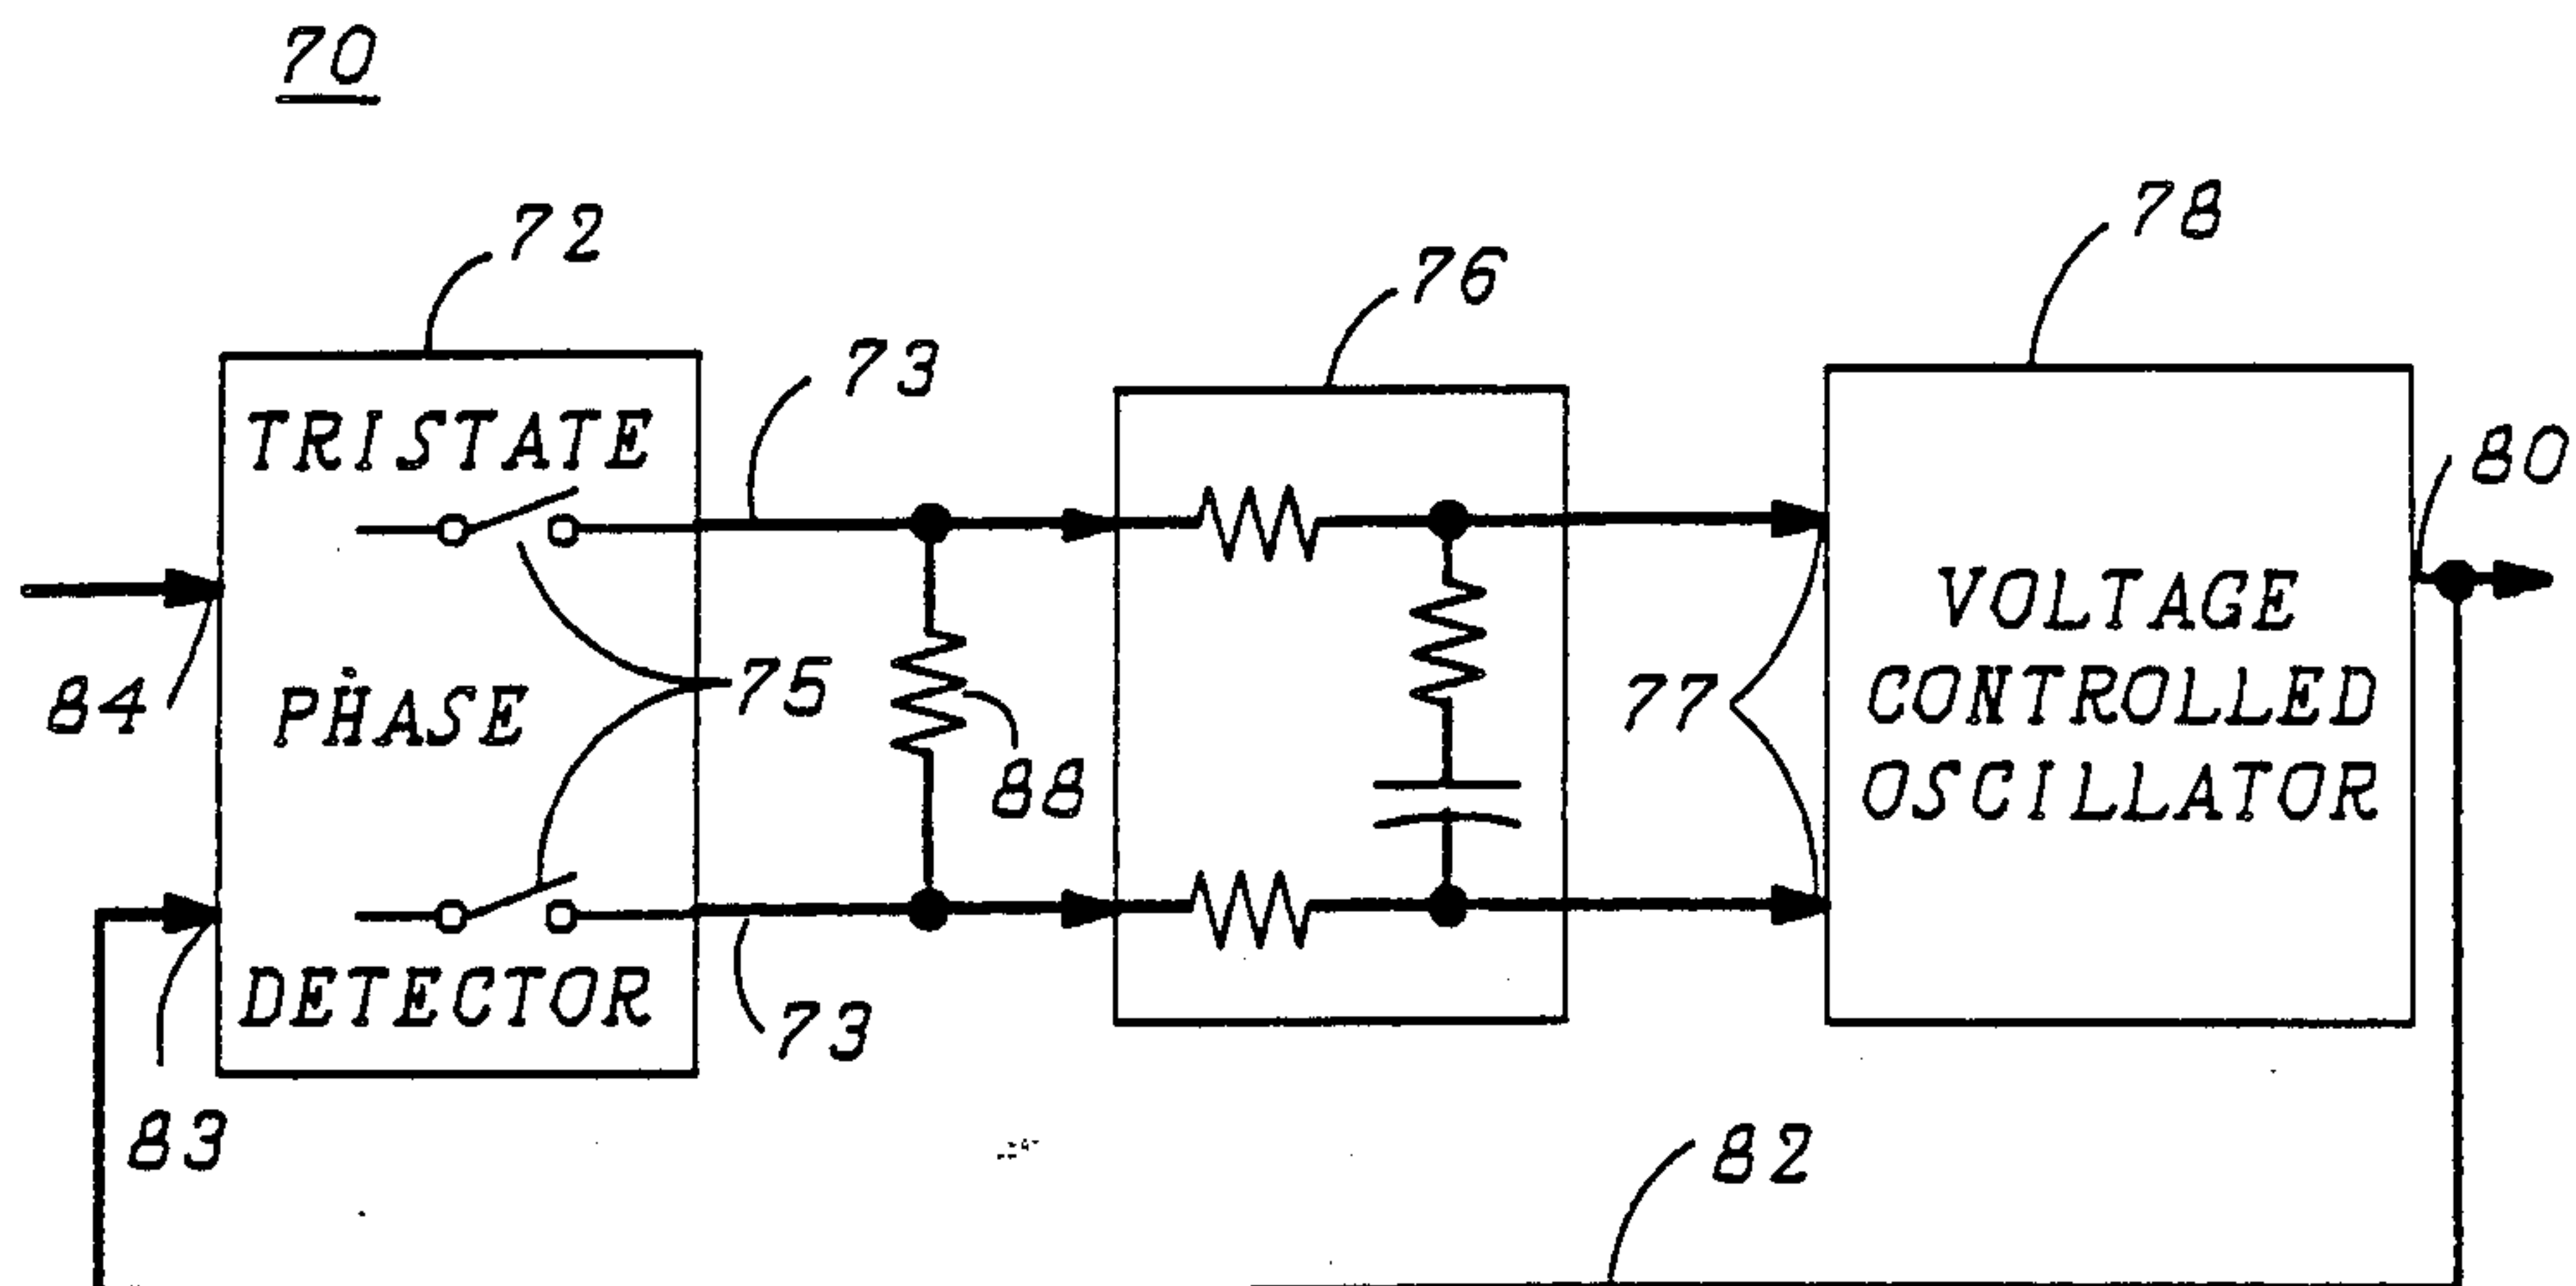 70
72
76
78
73
80
TRISTATE
PHASE
DETECTOR
84
75
88
77
VOLTAGE
CONTROLLED
OSCILLATOR
73
83
82